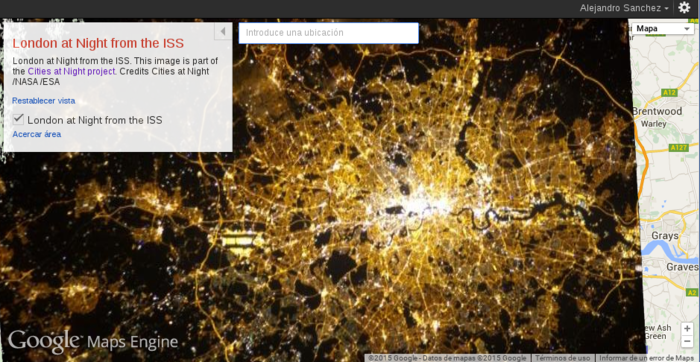 Alejandro Sanchez
London at Night from the ISS
London at Night from the ISS. This image is part of
the Cities at Night project. Credits Cities at Night
/NASA /ESA
Restablecer vista
London at Night from the ISS
Acercar área
Introduce una ubicación
Mapa
A12
Brentwood
Warley
A127
Grays
Graves
A2
ew Ash
Green
+
−
Google Maps Engine
©2015 Google - Datos de mapas ©2015 Google
Términos de uso
Informar de un error de Maps